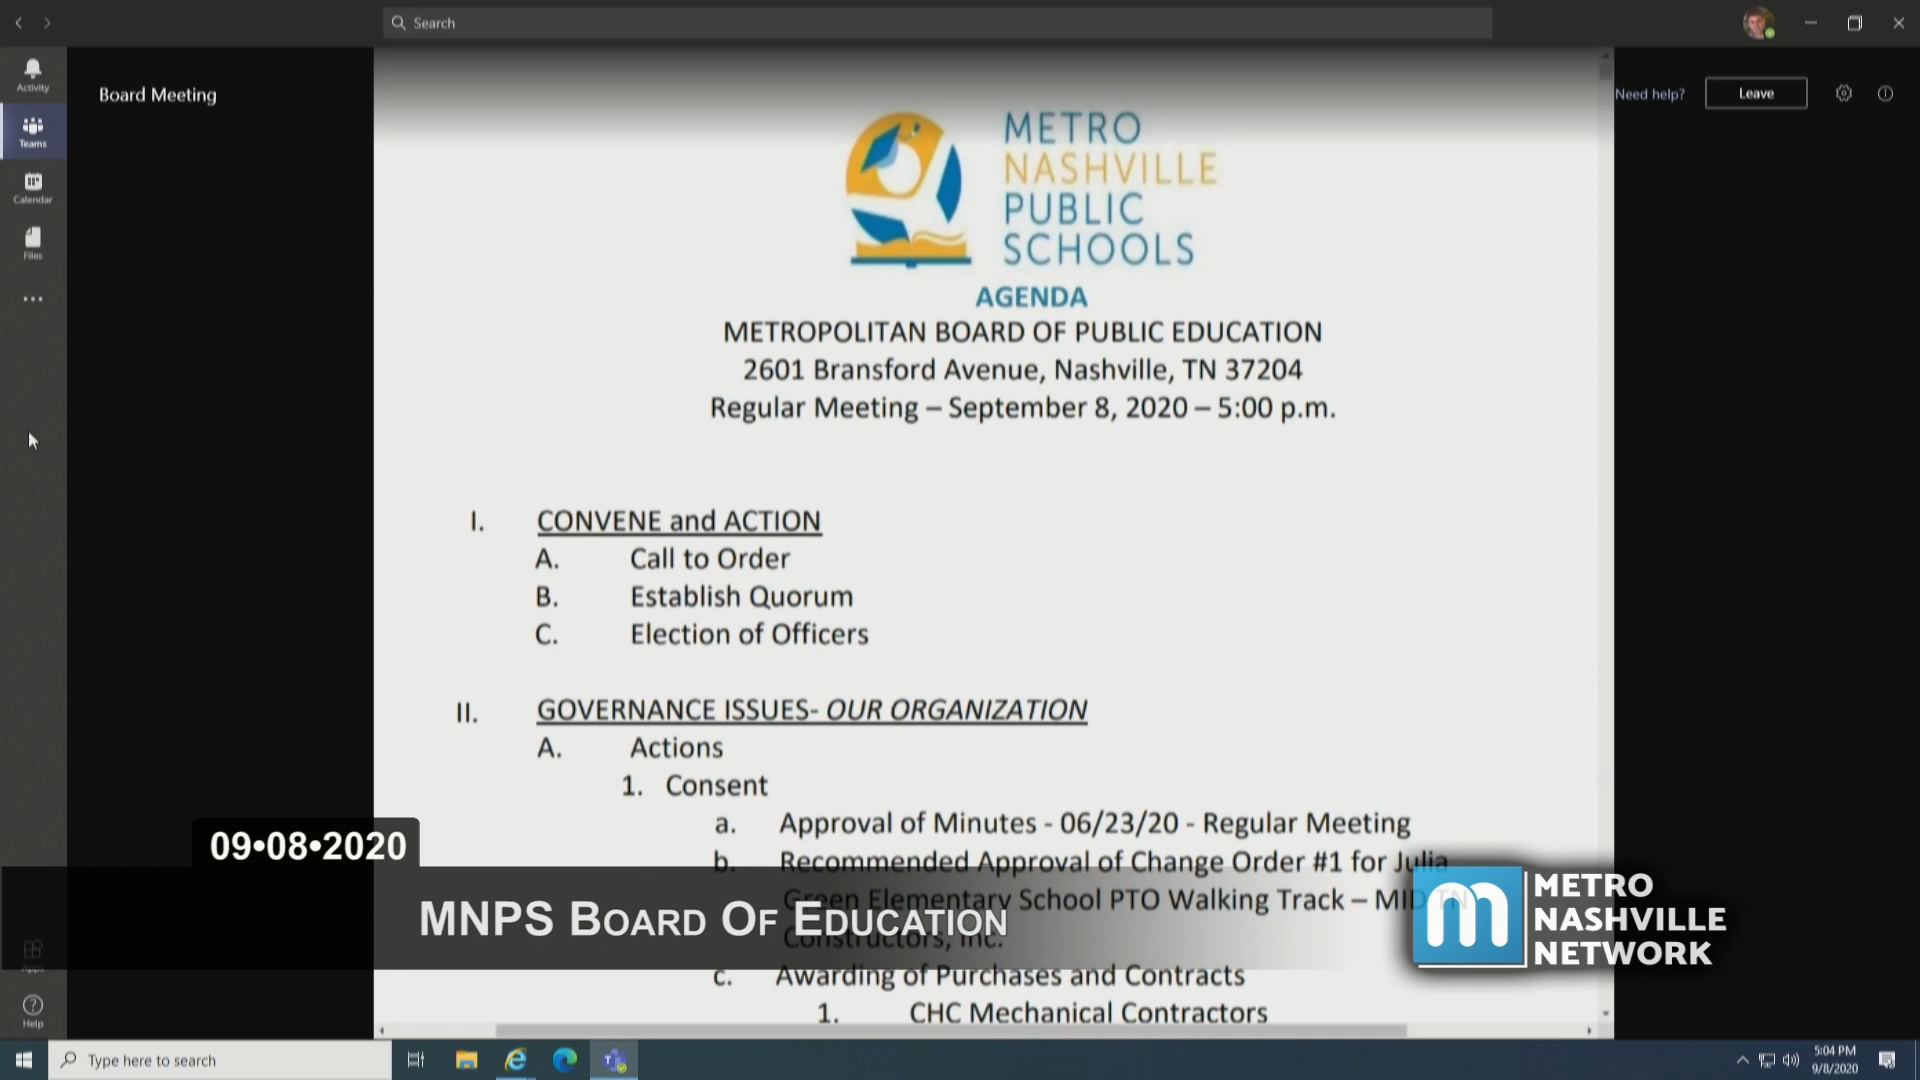 Search
Activity
Board Meeting
Need help?
Leave
Teams
Calendar
Files
METRO
NASHVILLE
PUBLIC
SCHOOLS
AGENDA
METROPOLITAN BOARD OF PUBLIC EDUCATION
2601 Bransford Avenue, Nashville, TN 37204
Regular Meeting – September 8, 2020 – 5:00 p.m.
I. CONVENE and ACTION
A. Call to Order
B. Establish Quorum
C. Election of Officers
II. GOVERNANCE ISSUES- OUR ORGANIZATION
A. Actions
1. Consent
a. Approval of Minutes - 06/23/20 - Regular Meeting
b. Recommended Approval of Change Order #1 for Julia
Green Elementary School PTO Walking Track – MID TN
Constructors, Inc.
c. Awarding of Purchases and Contracts
1. CHC Mechanical Contractors
09•08•2020
MNPS BOARD OF EDUCATION
m METRO
NASHVILLE
NETWORK
Apps
Help
Type here to search
5:04 PM
9/8/2020